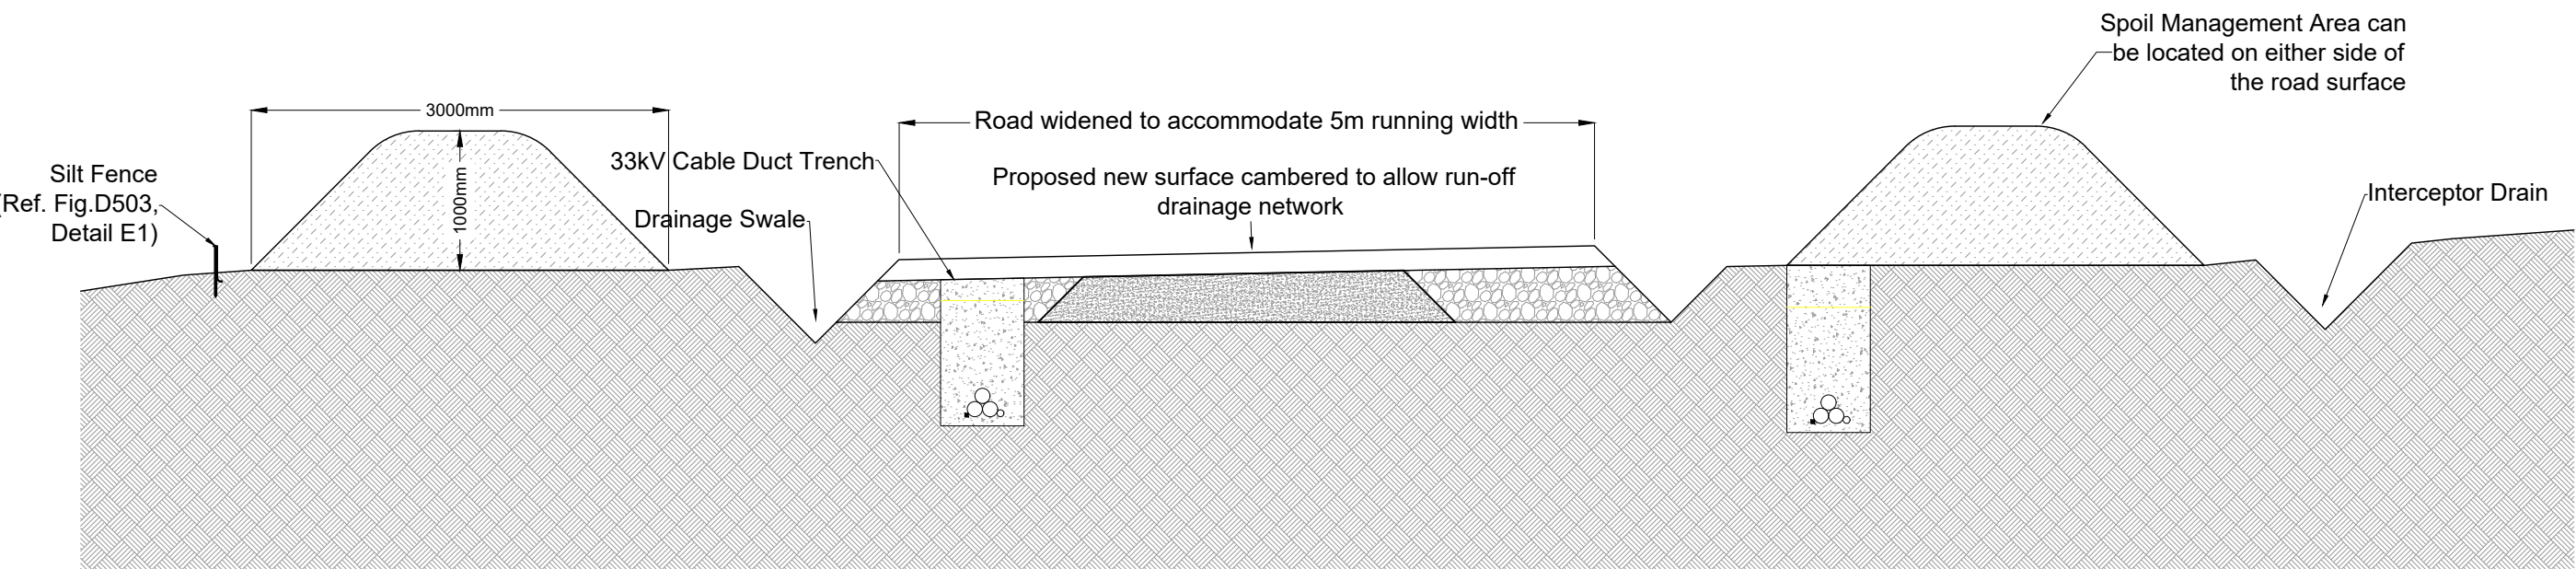 Spoil Management Area can
be located on either side of
the road surface
3000mm
Road widened to accommodate 5m running width
33kV Cable Duct Trench
Silt Fence
(Ref. Fig.D503,
Detail E1)
1000mm
Proposed new surface cambered to allow run-off
drainage network
Drainage Swale
Interceptor Drain